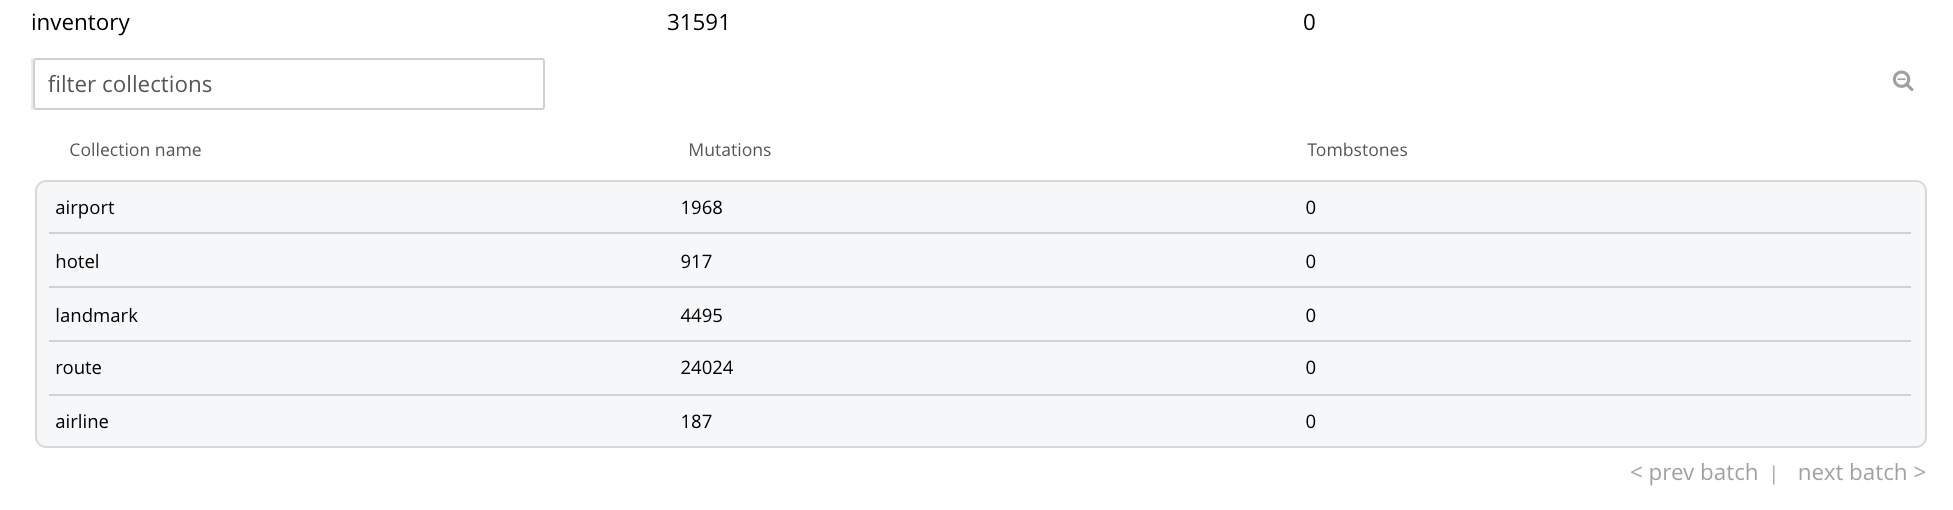 inventory 31591 0
filter collections
Collection name Mutations Tombstones
airport 1968 0
hotel 917 0
landmark 4495 0
route 24024 0
airline 187 0
< prev batch | next batch >